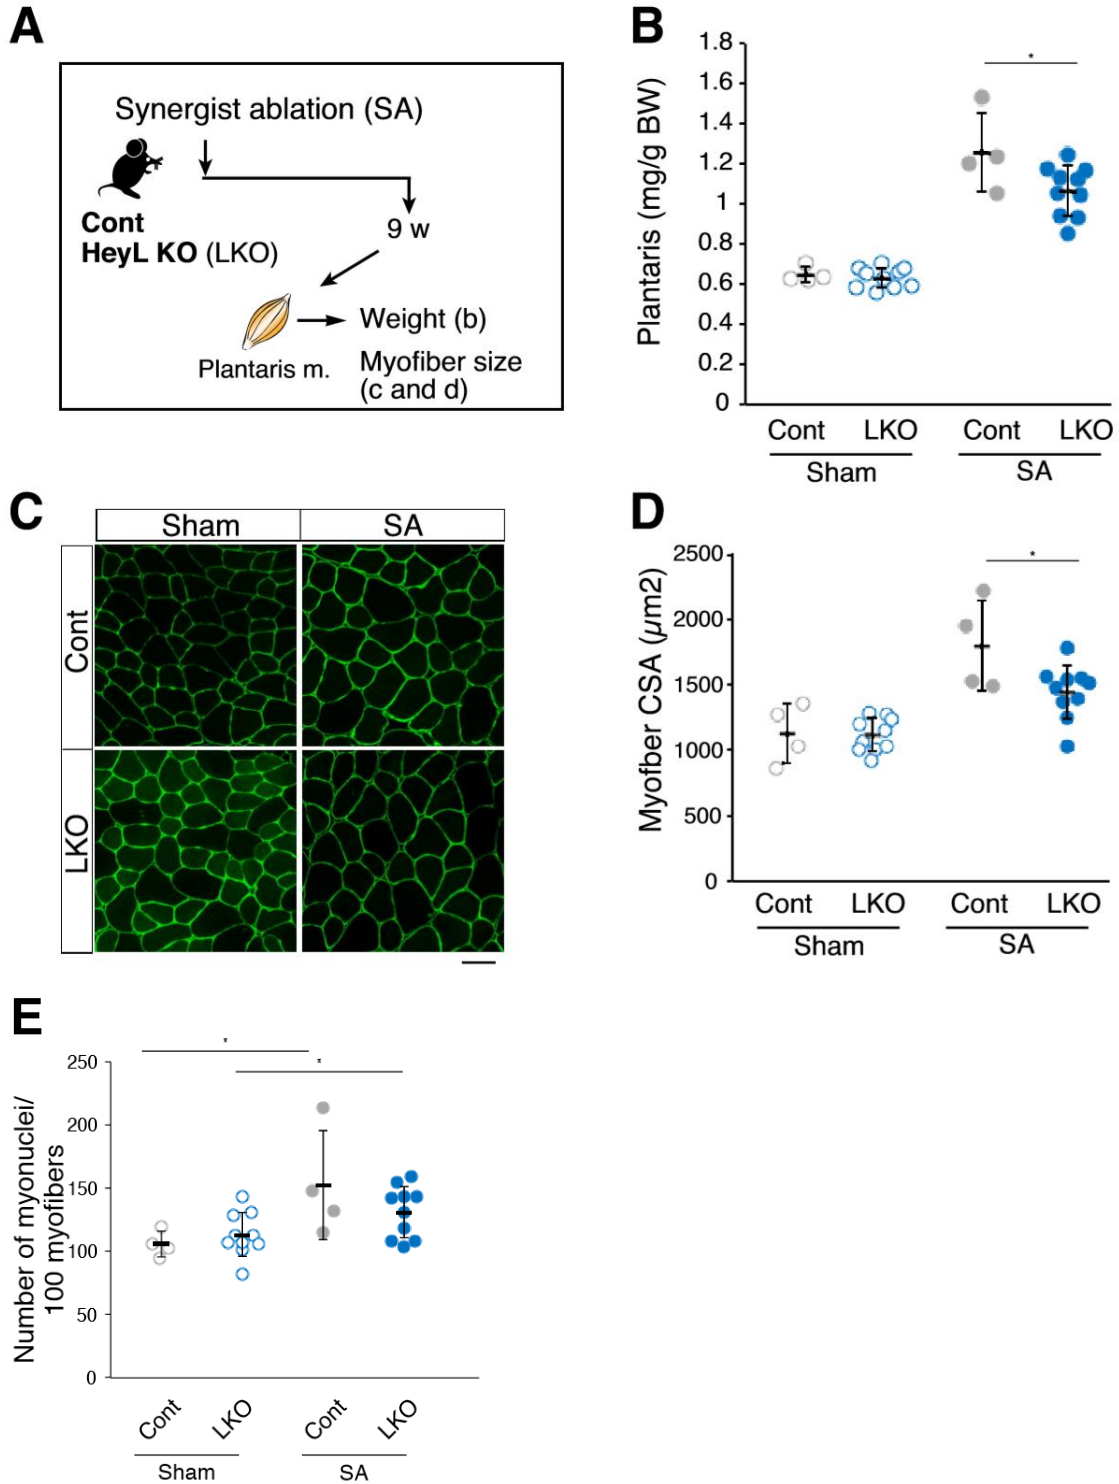 A
Synergist ablation (SA)
Cont
HeyL KO (LKO)
9 w
Plantaris m.
Weight (b)
Myofiber size
(c and d)
B
Plantaris (mg/g BW)
1.8
1.6
1.4
1.2
1
0.8
0.6
0.4
0.2
0
*
Cont LKO Cont LKO
Sham SA
C
Sham SA
Cont
LKO
D
Myofber CSA (µm2)
2500
2000
1500
1000
500
0
*
Cont LKO Cont LKO
Sham SA
E
Number of myonuclei/
100 myofibers
250
200
150
100
50
0
*
*
Cont LKO Cont LKO
Sham SA